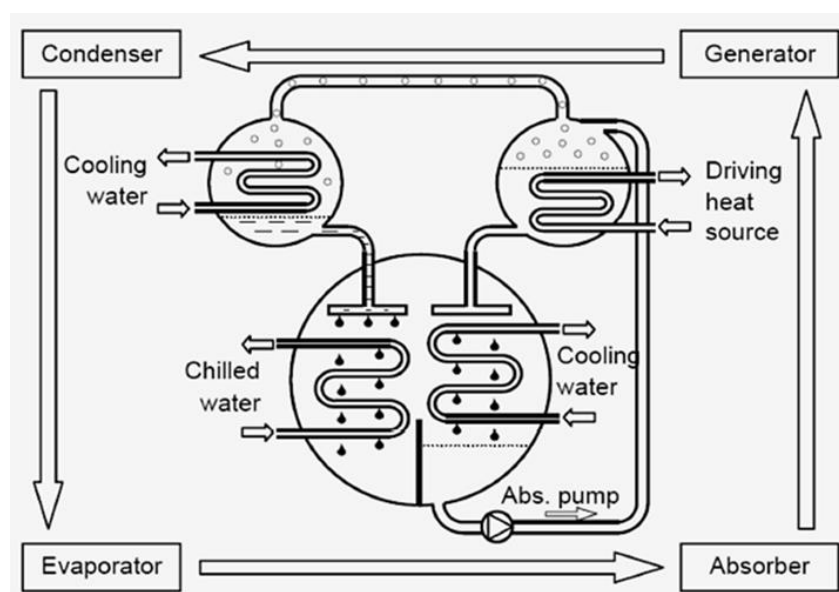 Condenser
Generator
Cooling
water
Driving
heat
source
Chilled
water
Cooling
water
Abs. pump
Evaporator
Absorber